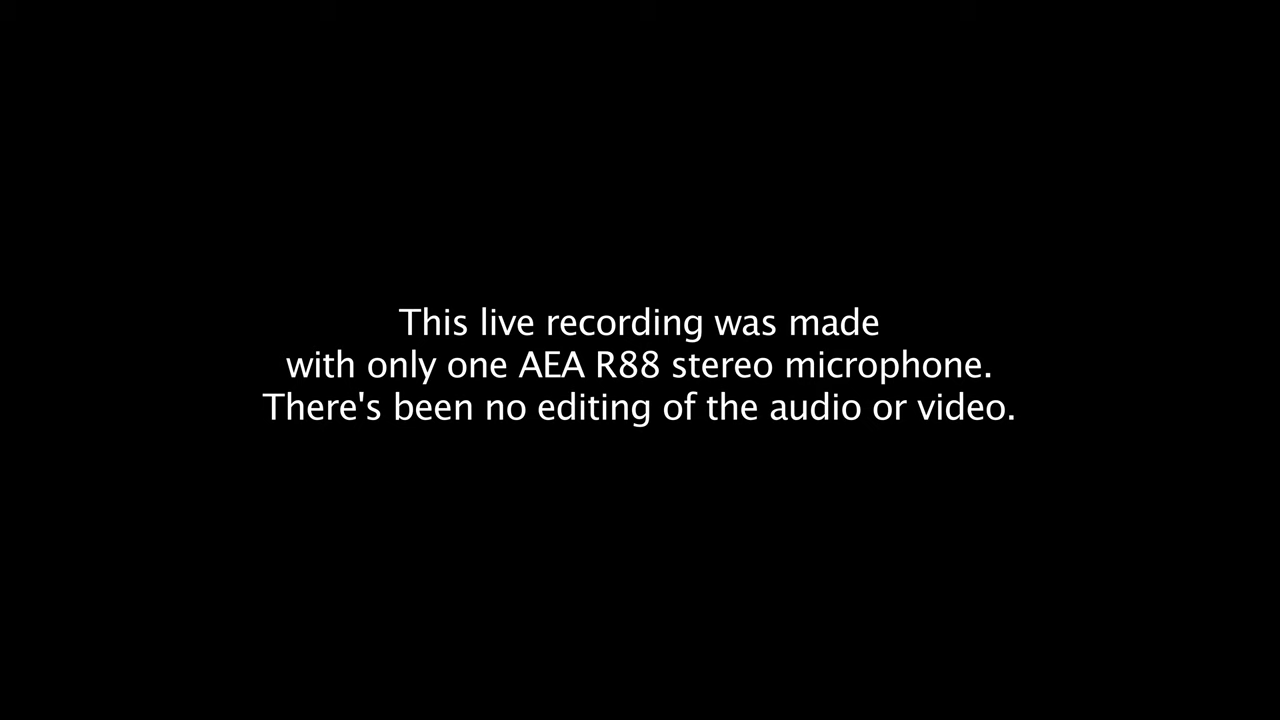 This live recording was made
with only one AEA R88 stereo microphone.
There's been no editing of the audio or video.